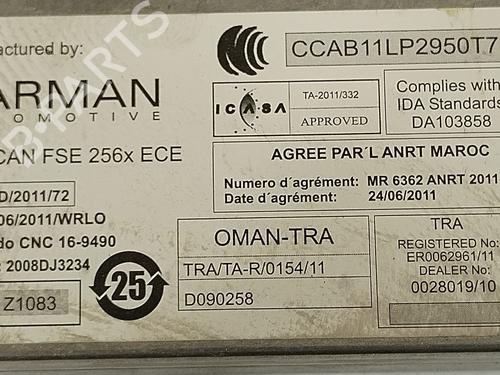 ufactured by:
ARMAN
OMOTIVE
CAN FSE 256x ECE
D/2011/72
06/2011/WRLO
do CNC 16-9490
: 2008DJ3234
Z1083
25
CCAB11LP2950T7
ICASA
TA-2011/332
APPROVED
Complies with
IDA Standards
DA103858
AGREE PAR´L ANRT MAROC
Numero d´agrément: MR 6362 ANRT 2011
Date d´agrément: 24/06/2011
OMAN-TRA
TRA/TA-R/0154/11
D090258
TRA
REGISTERED No:
ER0062961/11
DEALER No:
0028019/10